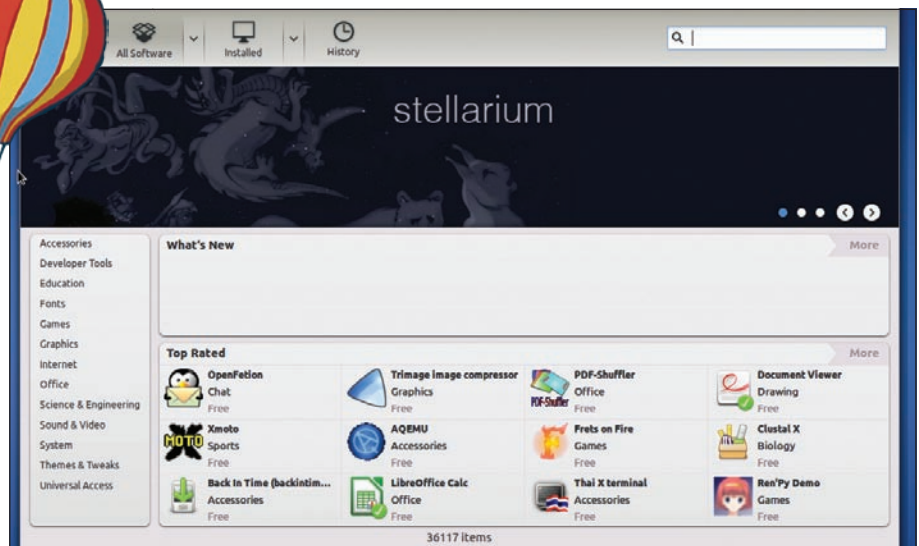 All Software
Installed
History
stellarium
Accessories
Developer Tools
Education
Fonts
Games
Graphics
Internet
Office
Science & Engineering
Sound & Video
System
Themes & Tweaks
Universal Access
What's New
More
Top Rated
More
OpenFetion
Chat
Free
Trimage image compressor
Graphics
Free
PDF-Shuffler
PDF-Shuffler
Office
Free
Document Viewer
Drawing
Free
MOTO
Xmoto
Sports
Free
AQEMU
Accessories
Free
Frets on Fire
Games
Free
Clustal X
Biology
Free
Back In Time (backintim...
Accessories
Free
LibreOffice Calc
Office
Free
Thai X terminal
Accessories
Free
Ren'Py Demo
Games
Free
36117 items